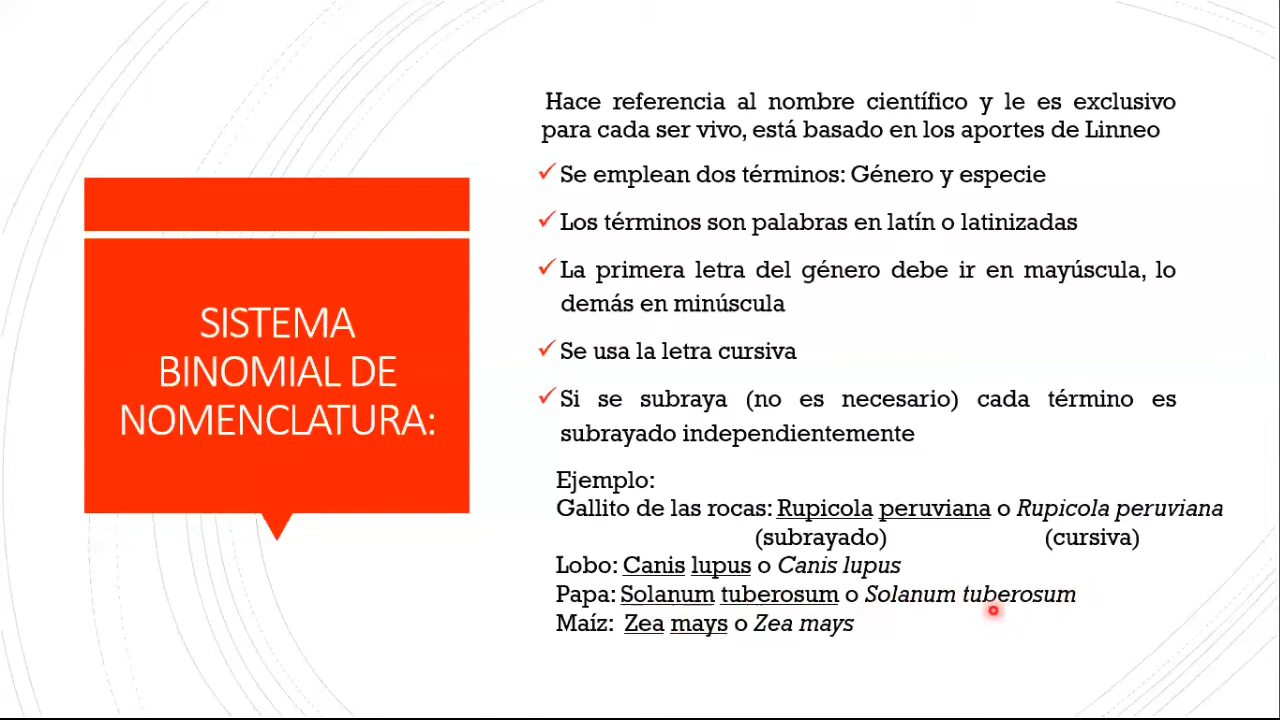 SISTEMA
BINOMIAL DE
NOMENCLATURA:
Hace referencia al nombre científico y le es exclusivo
para cada ser vivo, está basado en los aportes de Linneo
✓ Se emplean dos términos: Género y especie
✓ Los términos son palabras en latín o latinizadas
✓ La primera letra del género debe ir en mayúscula, lo
demás en minúscula
✓ Se usa la letra cursiva
✓ Si se subraya (no es necesario) cada término es
subrayado independientemente
Ejemplo:
Gallito de las rocas: Rupicola peruviana o Rupicola peruviana
(subrayado) (cursiva)
Lobo: Canis lupus o Canis lupus
Papa: Solanum tuberosum o Solanum tuberosum
Maíz: Zea mays o Zea mays